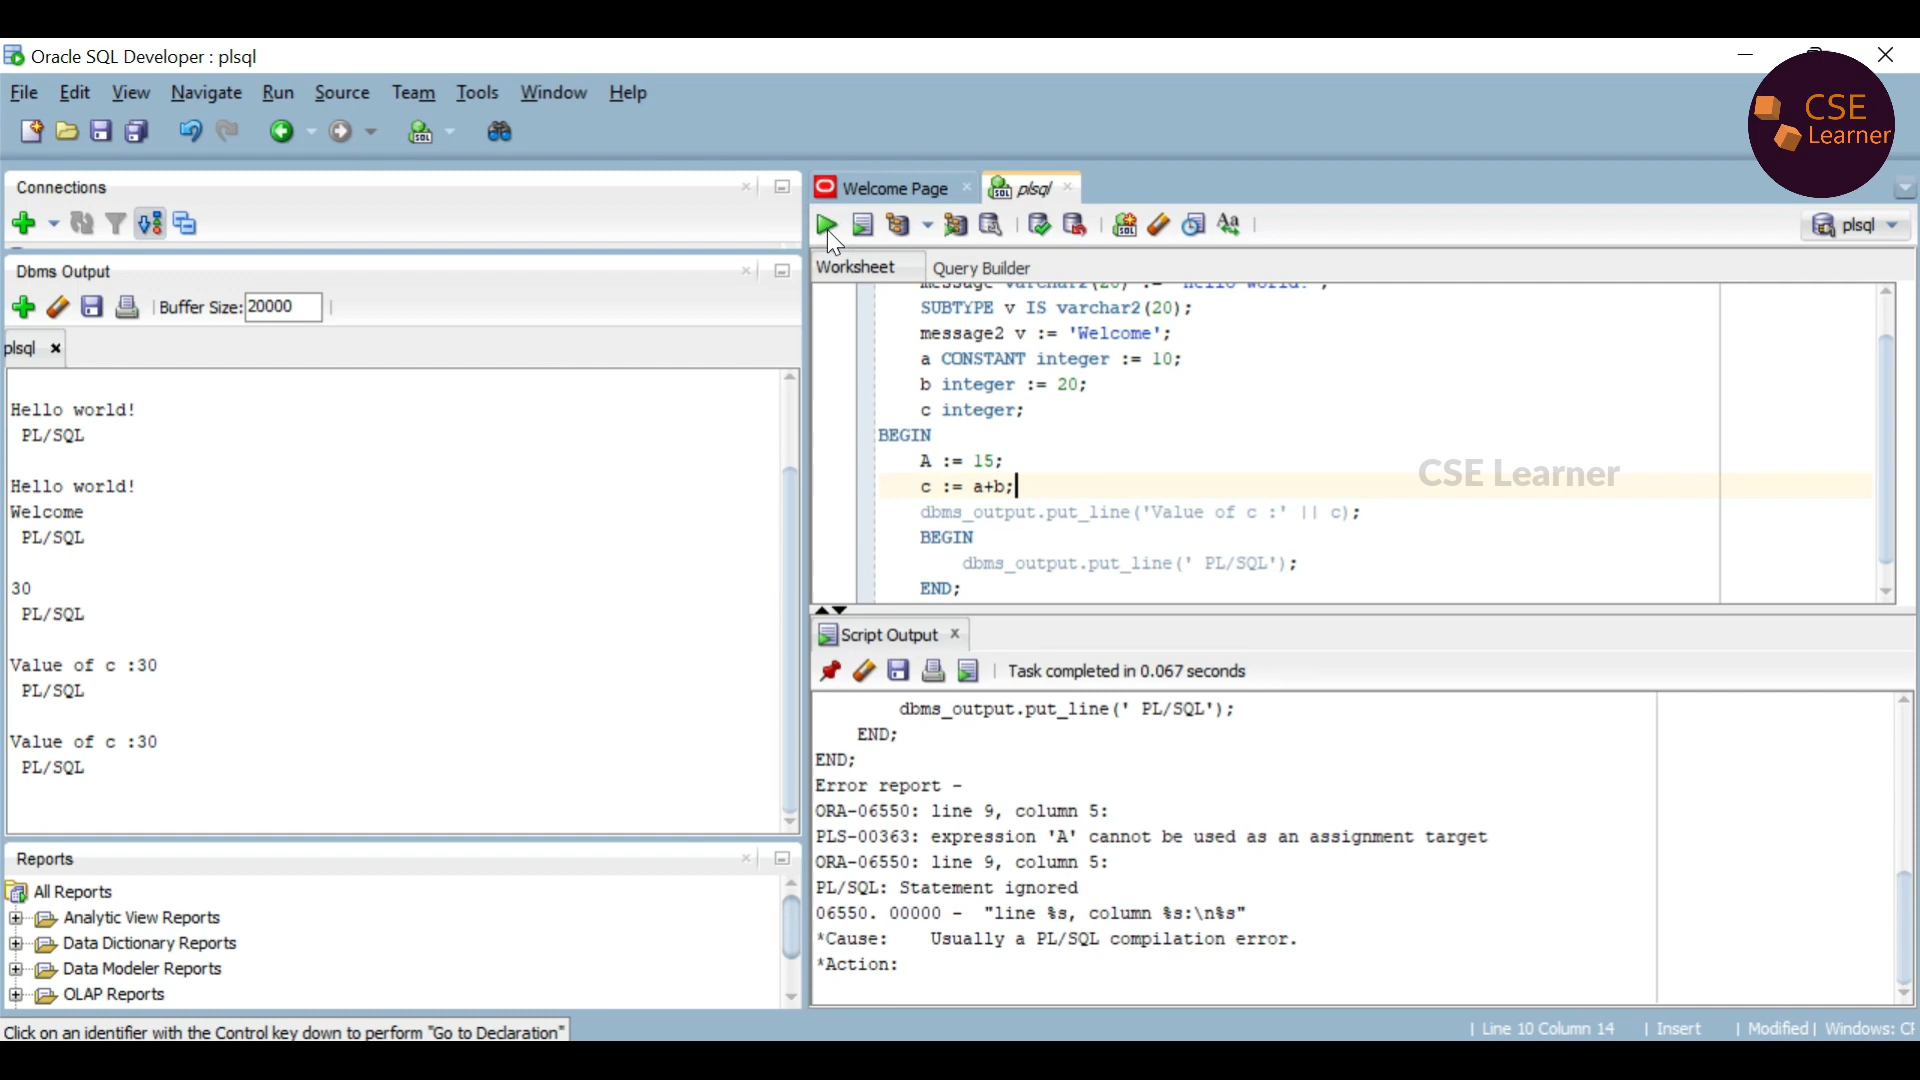 Oracle SQL Developer : plsql
File Edit View Navigate Run Source Team Tools Window Help
CSE
Learner
Connections
Welcome Page
plsql
plsql
Worksheet
Query Builder
Dbms Output
Buffer Size: 20000
plsql
message varchar2(20) := 'Hello world!';
SUBTYPE v IS varchar2(20);
message2 v := 'Welcome';
a CONSTANT integer := 10;
b integer := 20;
c integer;
BEGIN
A := 15;
c := a+b;
dbms_output.put_line('Value of c :' || c);
BEGIN
dbms_output.put_line(' PL/SQL');
END;
CSE Learner
Hello world!
PL/SQL
Hello world!
Welcome
PL/SQL
30
PL/SQL
Value of c :30
PL/SQL
Value of c :30
PL/SQL
Script Output
Task completed in 0.067 seconds
dbms_output.put_line(' PL/SQL');
END;
END;
Error report -
ORA-06550: line 9, column 5:
PLS-00363: expression 'A' cannot be used as an assignment target
ORA-06550: line 9, column 5:
PL/SQL: Statement ignored
06550. 00000 - "line %s, column %s:\n%s"
*Cause: Usually a PL/SQL compilation error.
*Action:
Reports
All Reports
Analytic View Reports
Data Dictionary Reports
Data Modeler Reports
OLAP Reports
Click on an identifier with the Control key down to perform "Go to Declaration"
| Line 10 Column 14 | Insert | Modified | Windows: CF